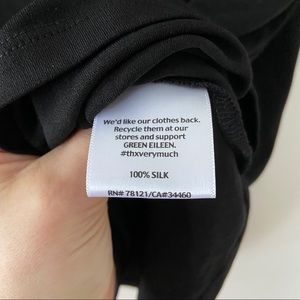 We'd like our clothes back.
Recycle them at our
stores and support
GREEN EILEEN.
#thxverymuch
100% SILK
RN# 78121/CA#34460